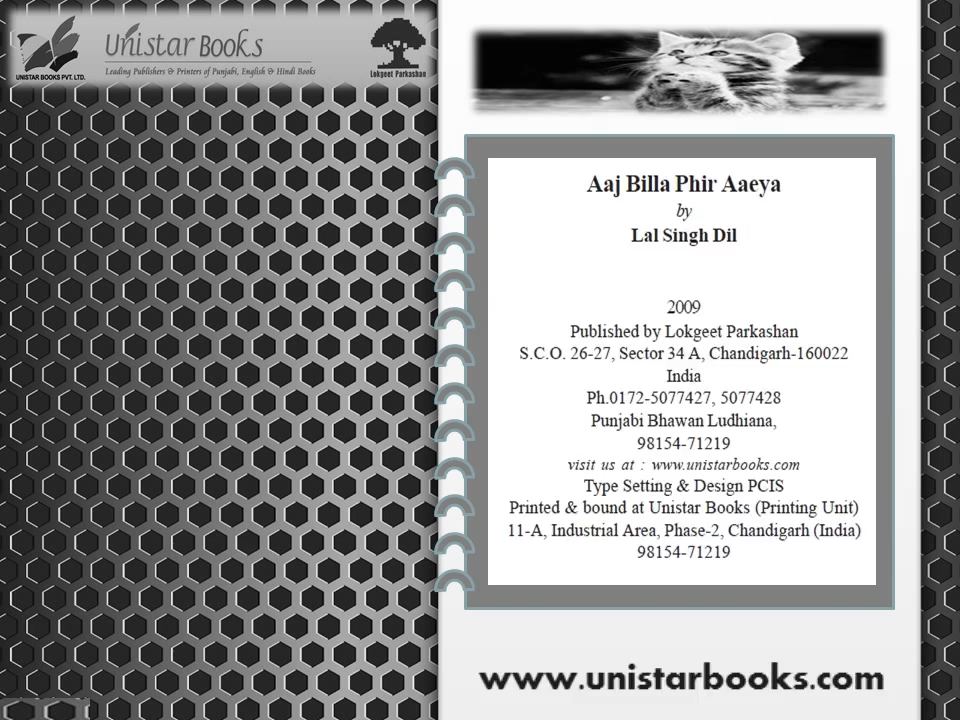 UNISTAR BOOKS PVT. LTD.
Unistar Books
Leading Publishers & Printers of Punjabi, English & Hindi Books
Lokgeet Parkashan
Aaj Billa Phir Aaeya
by
Lal Singh Dil
2009
Published by Lokgeet Parkashan
S.C.O. 26-27, Sector 34 A, Chandigarh-160022
India
Ph.0172-5077427, 5077428
Punjabi Bhawan Ludhiana,
98154-71219
visit us at : www.unistarbooks.com
Type Setting & Design PCIS
Printed & bound at Unistar Books (Printing Unit)
11-A, Industrial Area, Phase-2, Chandigarh (India)
98154-71219
www.unistarbooks.com